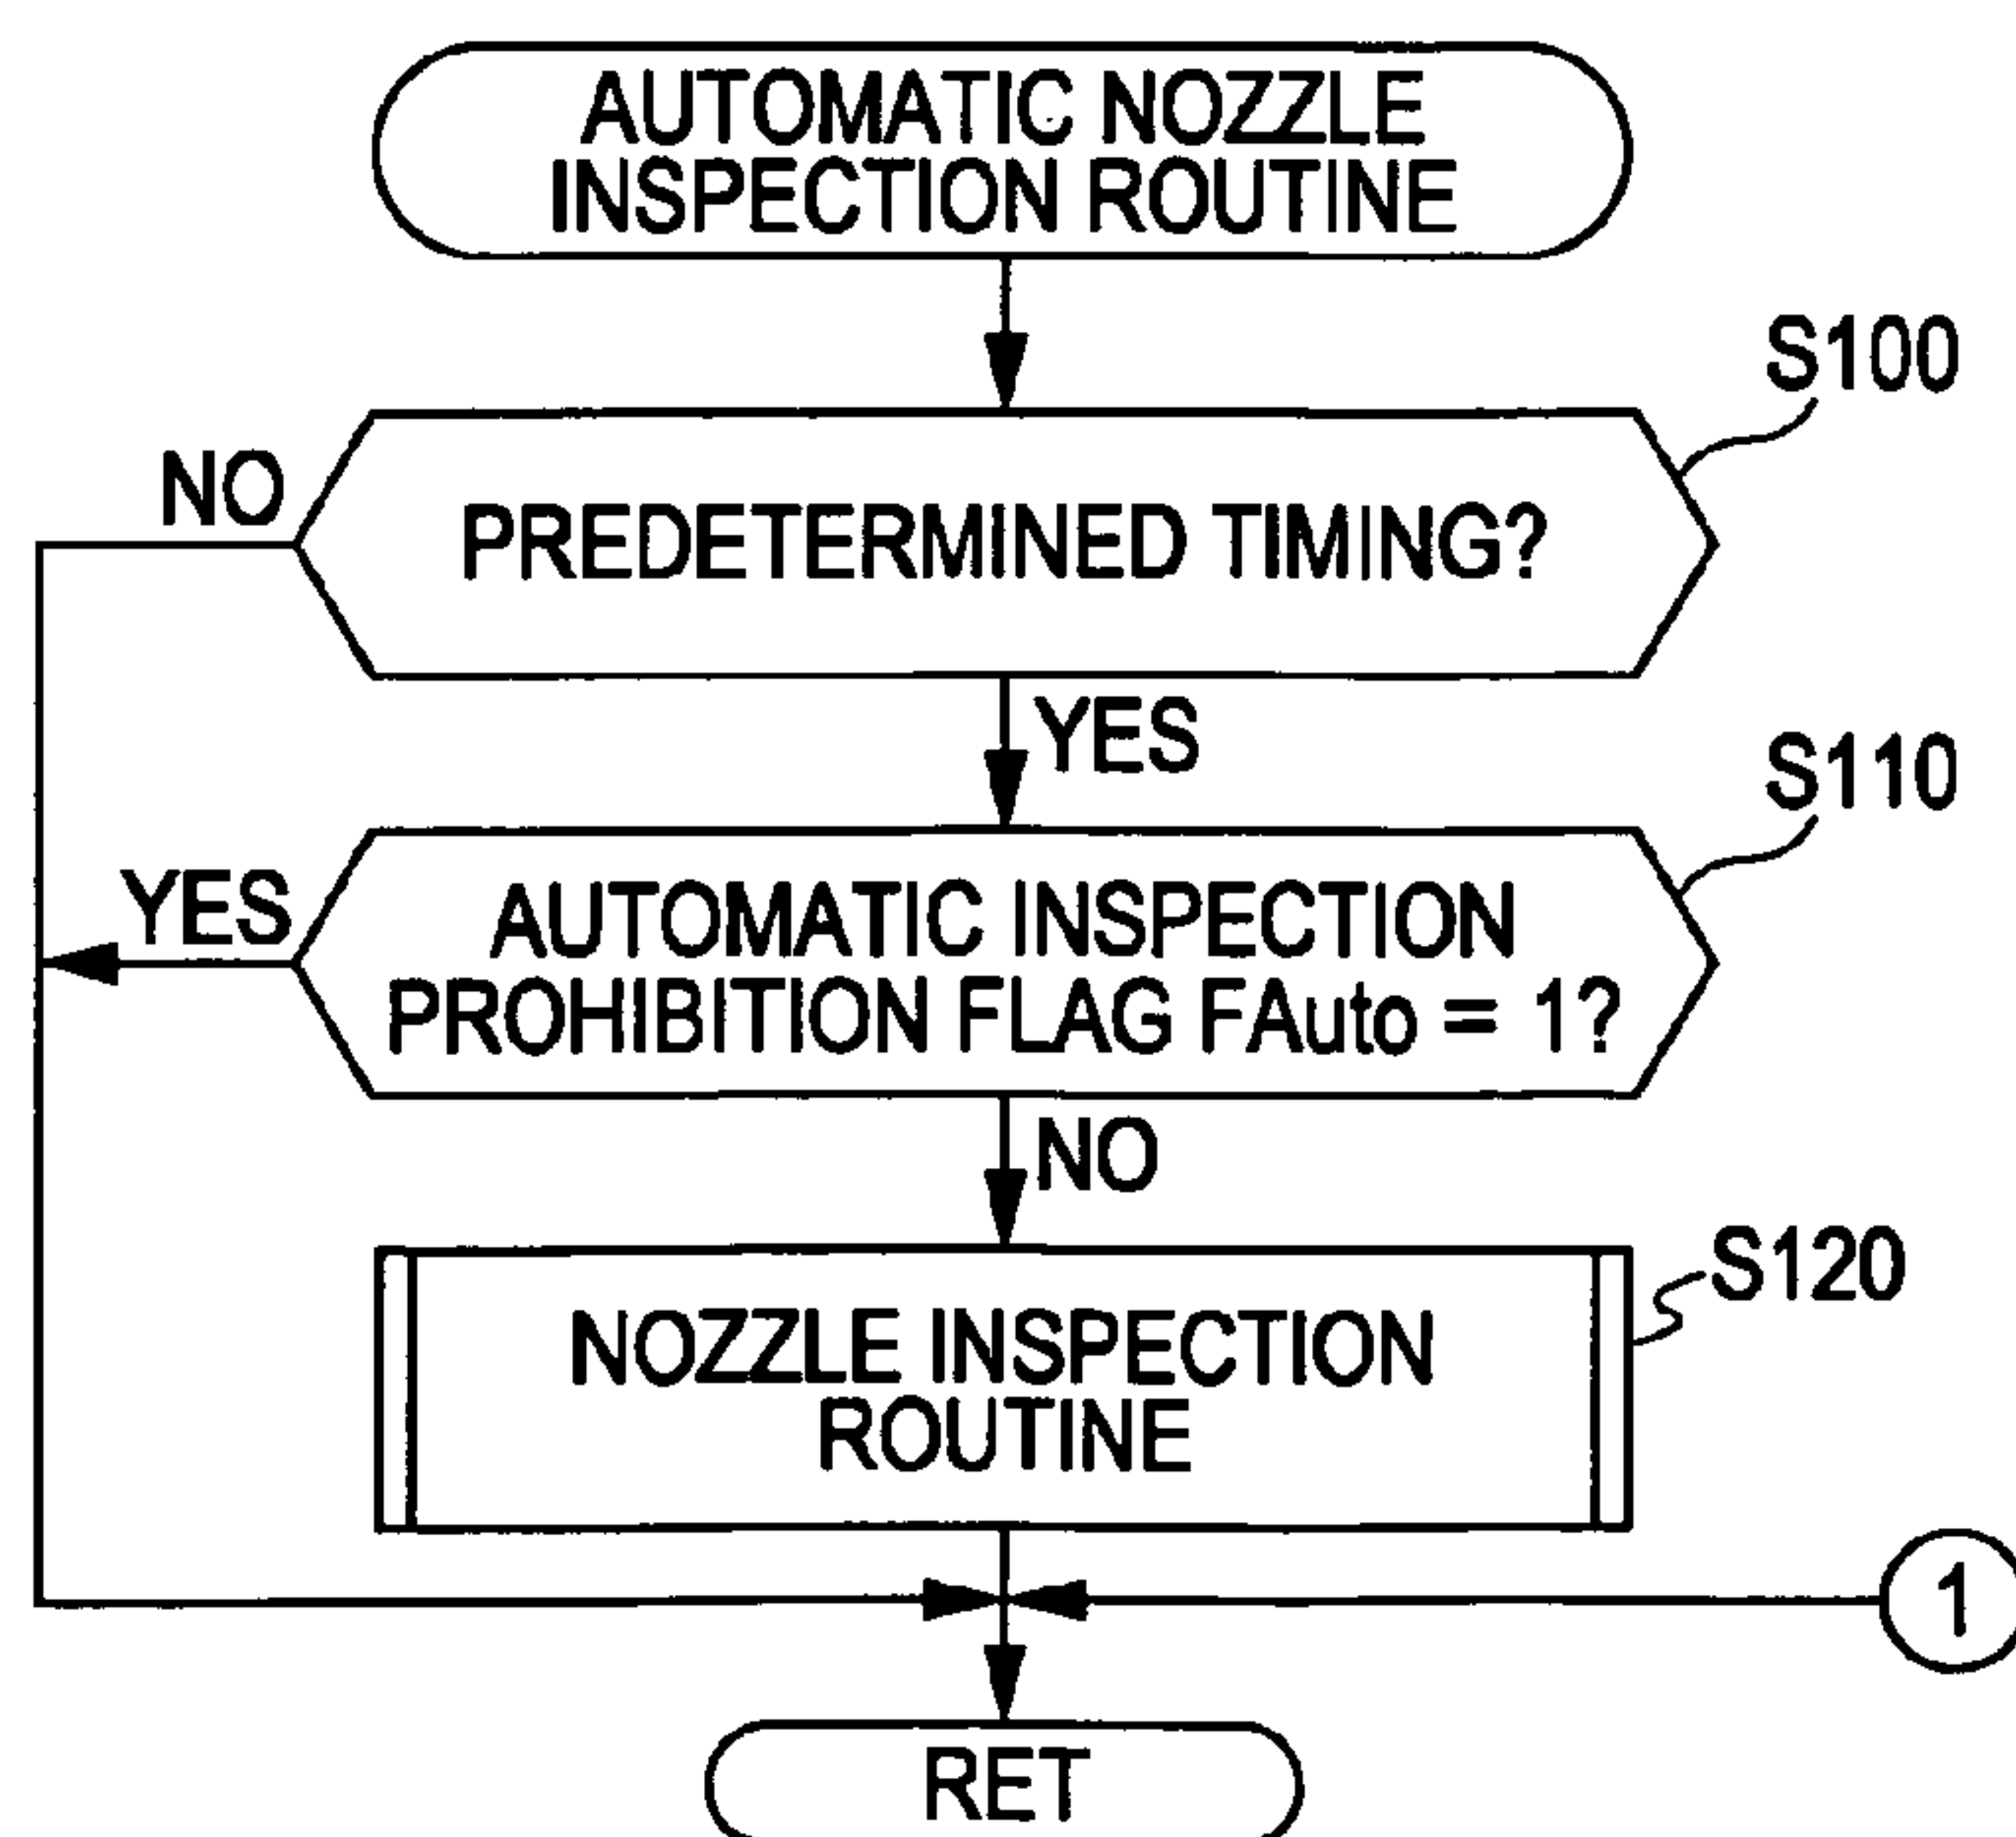 AUTOMATIC NOZZLE
INSPECTION ROUTINE
S100
NO
PREDETERMINED TIMING?
YES
S110
YES
AUTOMATIC INSPECTION
PROHIBITION FLAG FAuto = 1?
NO
S120
NOZZLE INSPECTION
ROUTINE
1
RET